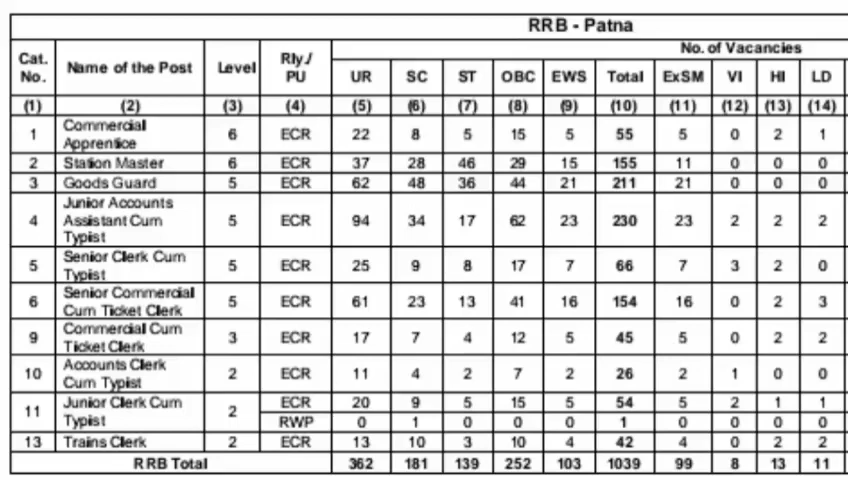 RRB - Patna
Cat. No. Name of the Post Level Rly./ PU No. of Vacancies
UR SC ST OBC EWS Total ExSM VI HI LD
(1) (2) (3) (4) (5) (6) (7) (8) (9) (10) (11) (12) (13) (14)
1 Commercial Apprentice 6 ECR 22 8 5 15 5 55 5 0 2 1
2 Station Master 6 ECR 37 28 46 29 15 155 11 0 0 0
3 Goods Guard 5 ECR 62 48 36 44 21 211 21 0 0 0
4 Junior Accounts Assistant Cum Typist 5 ECR 94 34 17 62 23 230 23 2 2 2
5 Senior Clerk Cum Typist 5 ECR 25 9 8 17 7 66 7 3 2 0
6 Senior Commercial Cum Ticket Clerk 5 ECR 61 23 13 41 16 154 16 0 2 3
9 Commercial Cum Ticket Clerk 3 ECR 17 7 4 12 5 45 5 0 2 2
10 Accounts Clerk Cum Typist 2 ECR 11 4 2 7 2 26 2 1 0 0
11 Junior Clerk Cum Typist 2 ECR 20 9 5 15 5 54 5 2 1 1
RWP 0 1 0 0 0 1 0 0 0 0
13 Trains Clerk 2 ECR 13 10 3 10 4 42 4 0 2 2
RRB Total 362 181 139 252 103 1039 99 8 13 11